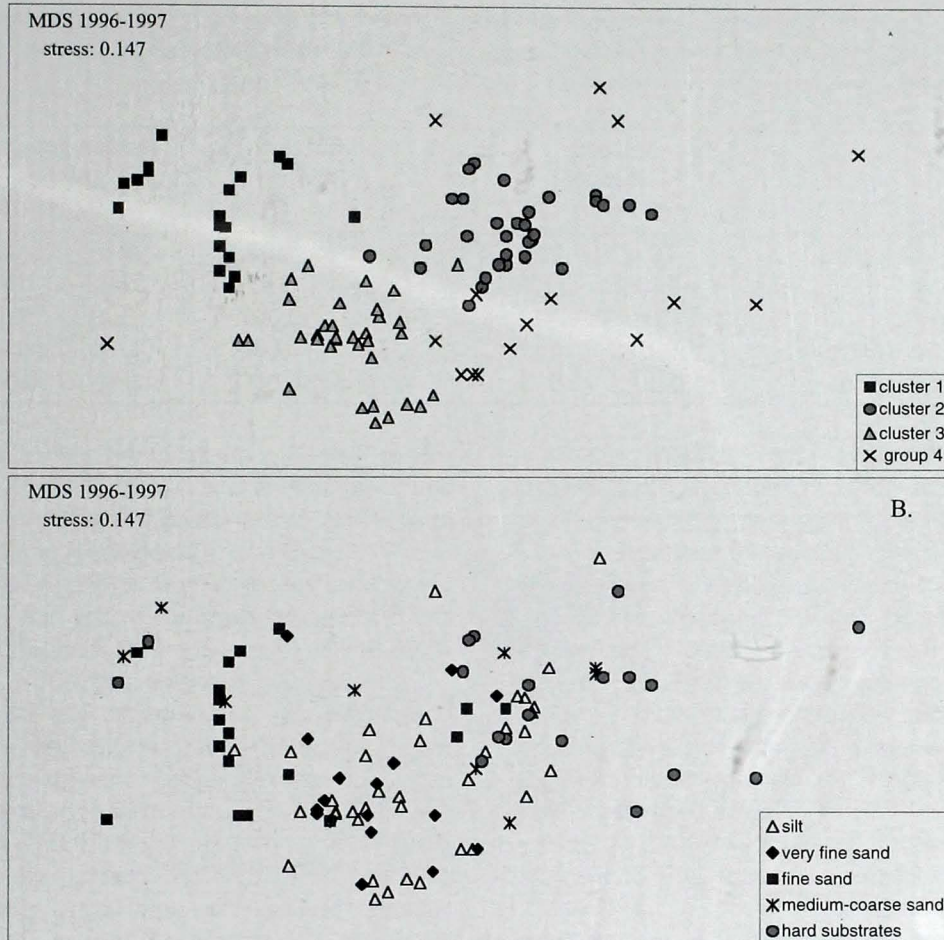 MDS 1996-1997
stress: 0.147
cluster 1
cluster 2
cluster 3
group 4
MDS 1996-1997
stress: 0.147
B.
silt
very fine sand
fine sand
medium-coarse sand
hard substrates